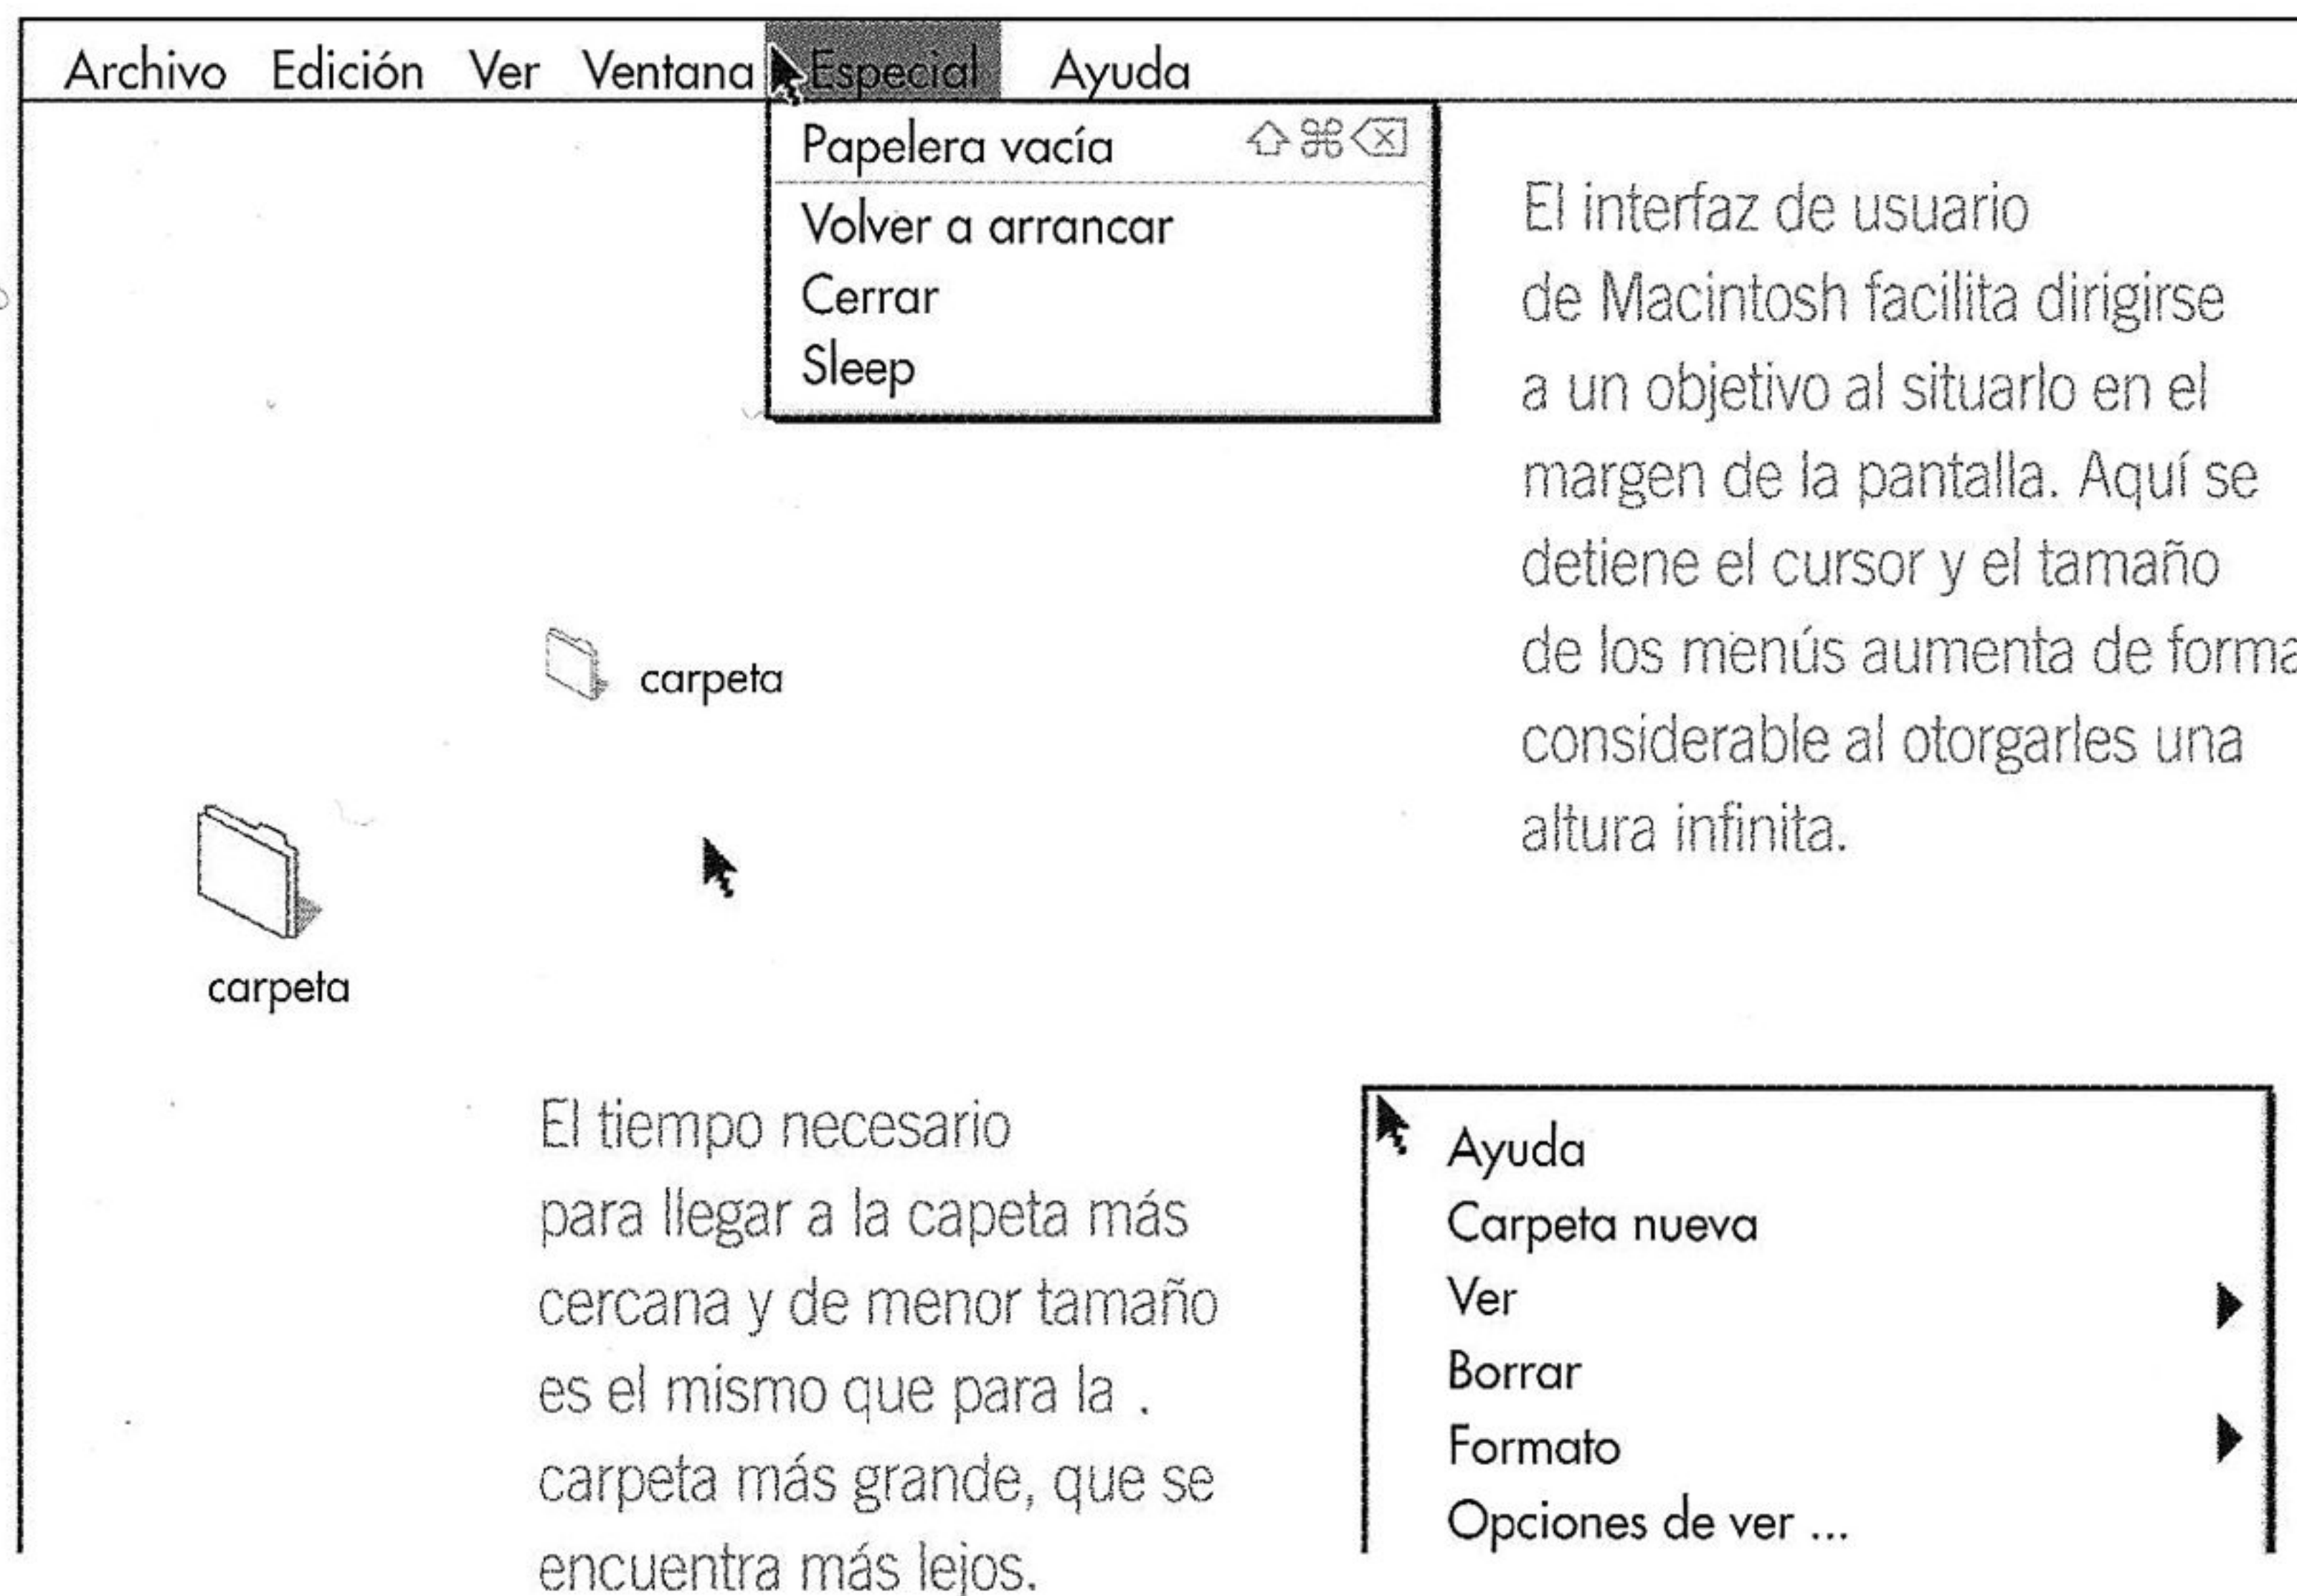 Archivo Edición Ver Ventana Especial Ayuda
Papelera vacía ⇧⌘⌫
Volver a arrancar
Cerrar
Sleep
El interfaz de usuario
de Macintosh facilita dirigirse
a un objetivo al situarlo en el
margen de la pantalla. Aquí se
detiene el cursor y el tamaño
de los menús aumenta de forma
considerable al otorgarles una
altura infinita.
carpeta
carpeta
El tiempo necesario
para llegar a la capeta más
cercana y de menor tamaño
es el mismo que para la .
carpeta más grande, que se
encuentra más lejos.
Ayuda
Carpeta nueva
Ver
Borrar
Formato
Opciones de ver ...